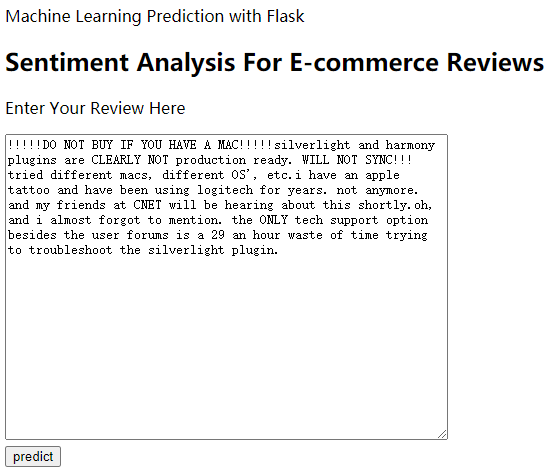 Machine Learning Prediction with Flask
Sentiment Analysis For E-commerce Reviews
Enter Your Review Here
!!!!!DO NOT BUY IF YOU HAVE A MAC!!!!!silverlight and harmony
plugins are CLEARLY NOT production ready. WILL NOT SYNC!!!
tried different macs, different OS', etc.i have an apple
tattoo and have been using logitech for years. not anymore.
and my friends at CNET will be hearing about this shortly.oh,
and i almost forgot to mention. the ONLY tech support option
besides the user forums is a 29 an hour waste of time trying
to troubleshoot the silverlight plugin.
predict